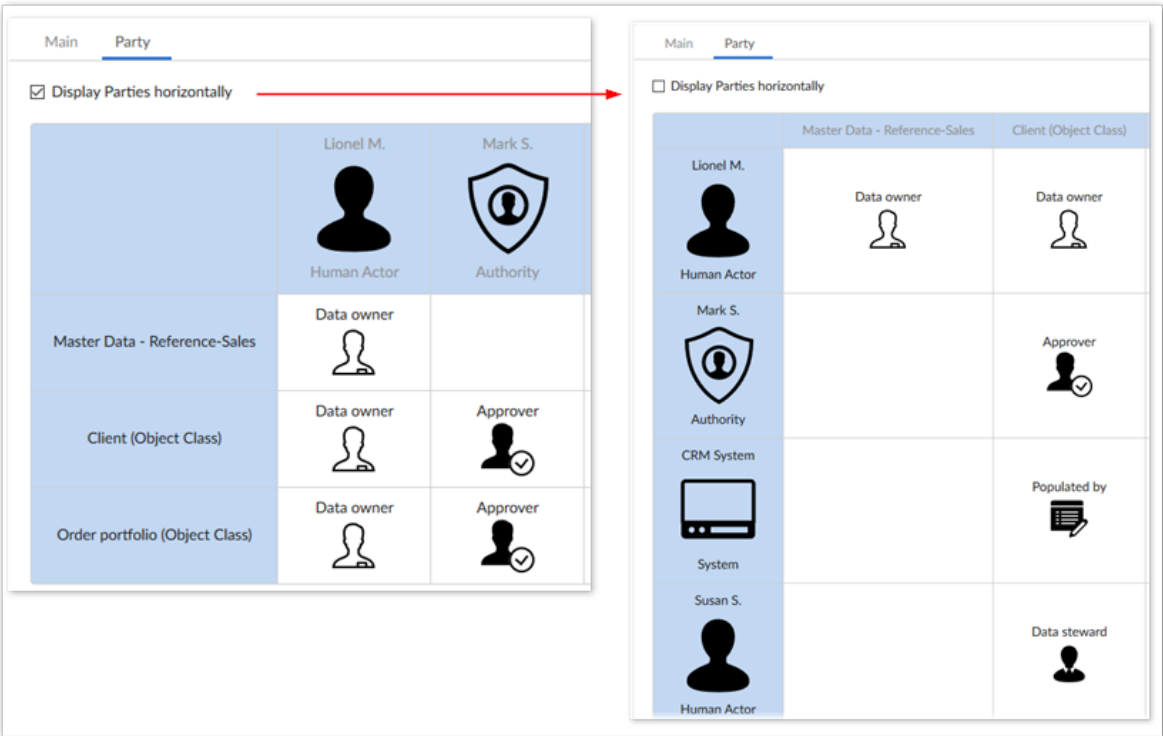 Main Party
Display Parties horizontally
Lionel M. Mark S.
Human Actor Authority
Data owner
Master Data - Reference-Sales
Data owner Approver
Client (Object Class)
Data owner Approver
Order portfolio (Object Class)
Main Party
Display Parties horizontally
Master Data - Reference-Sales Client (Object Class)
Lionel M.
Data owner Data owner
Human Actor
Mark S.
Approver
Authority
CRM System
Populated by
System
Susan S.
Data steward
Human Actor